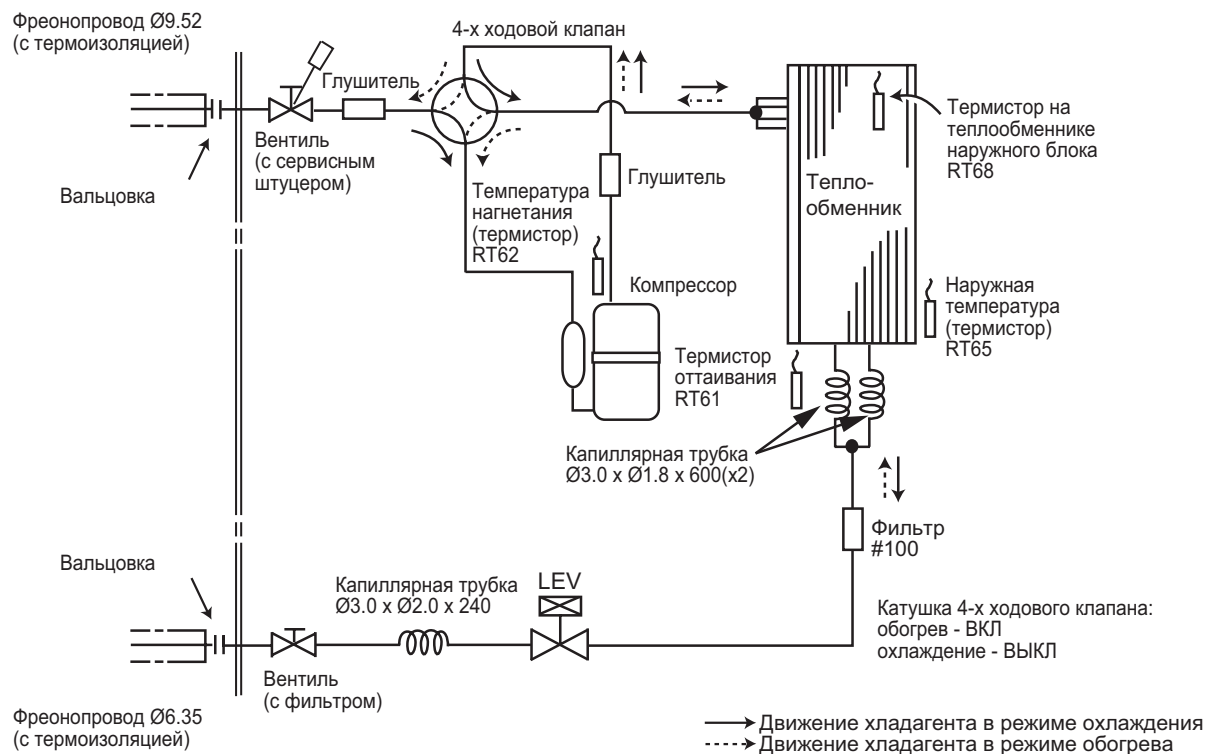 Фреонопровод Ø9.52
(с термоизоляцией)
4-х ходовой клапан
Глушитель
Вентиль
(с сервисным
штуцером)
Вальцовка
Термистор на
теплообменнике
наружного блока
RT68
Глушитель
Тепло-
обменник
Температура
нагнетания
(термистор)
RT62
Компрессор
Наружная
температура
(термистор)
RT65
Термистор
оттаивания
RT61
Капиллярная трубка
Ø3.0 x Ø1.8 x 600(x2)
Фильтр
#100
Вальцовка
Капиллярная трубка
Ø3.0 x Ø2.0 x 240
LEV
Катушка 4-х ходового клапана:
обогрев - ВКЛ
охлаждение - ВЫКЛ
Вентиль
(с фильтром)
Фреонопровод Ø6.35
(с термоизоляцией)
Движение хладагента в режиме охлаждения
Движение хладагента в режиме обогрева